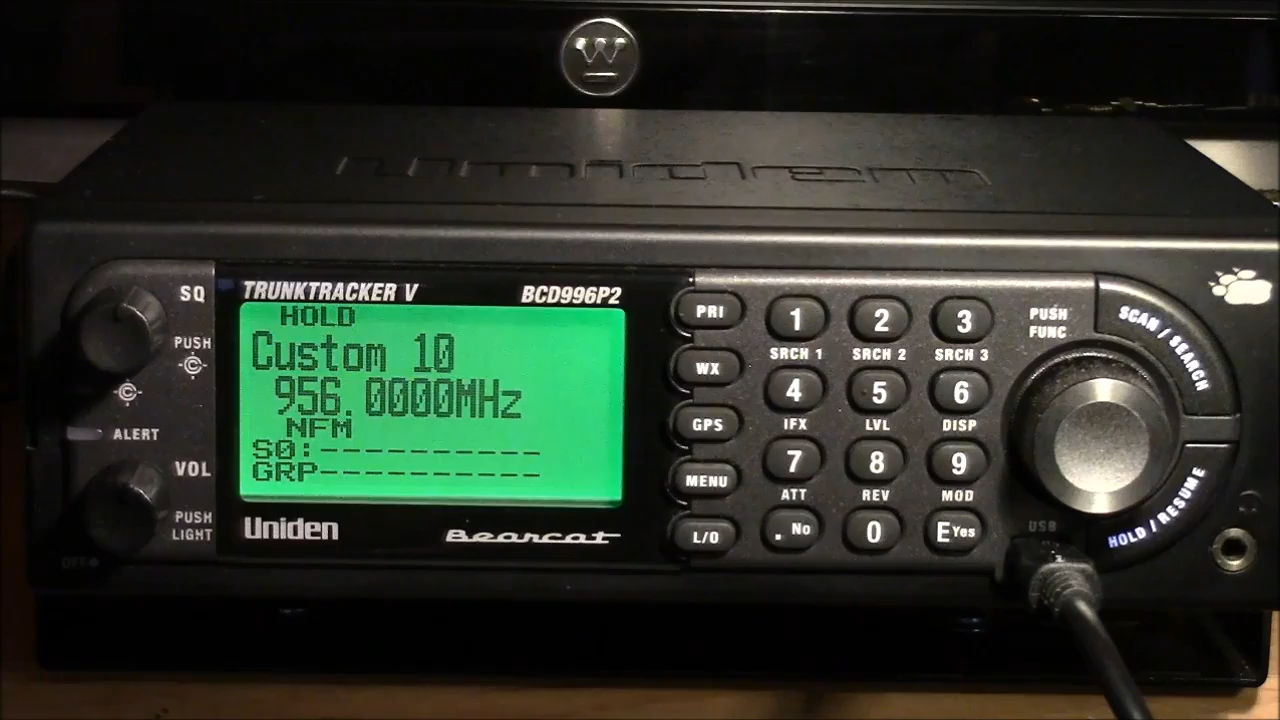 W
uniden
SQ
PUSH
C
C
ALERT
VOL
PUSH
LIGHT
OFF
TRUNKTRACKER V BCD996P2
HOLD
Custom 10
956.0000MHz
NFM
S0:-----------
GRP-----------
Uniden Bearcat
PRI
WX
GPS
MENU
L/O
1 2 3
SRCH 1 SRCH 2 SRCH 3
4 5 6
IFX LVL DISP
7 8 9
ATT REV MOD
. No 0 E Yes
PUSH
FUNC
SCAN / SEARCH
HOLD / RESUME
USB